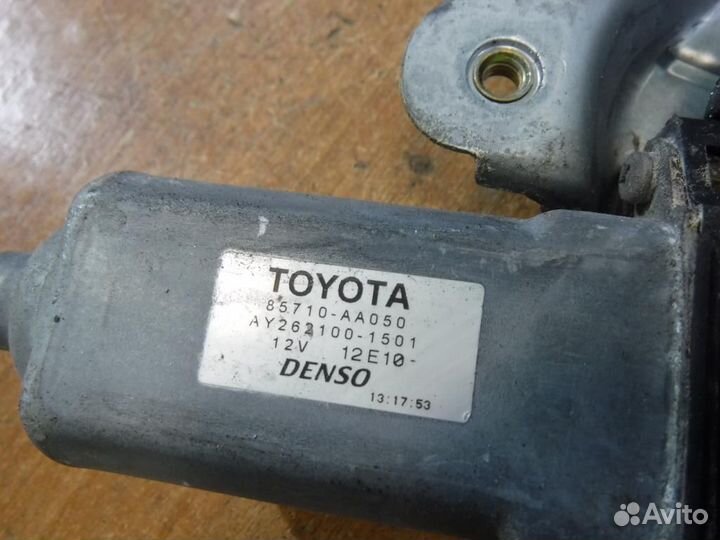 TOYOTA
85710-AA050
AY262100-1501
12V 12E10-
DENSO
13:17:53
Avito